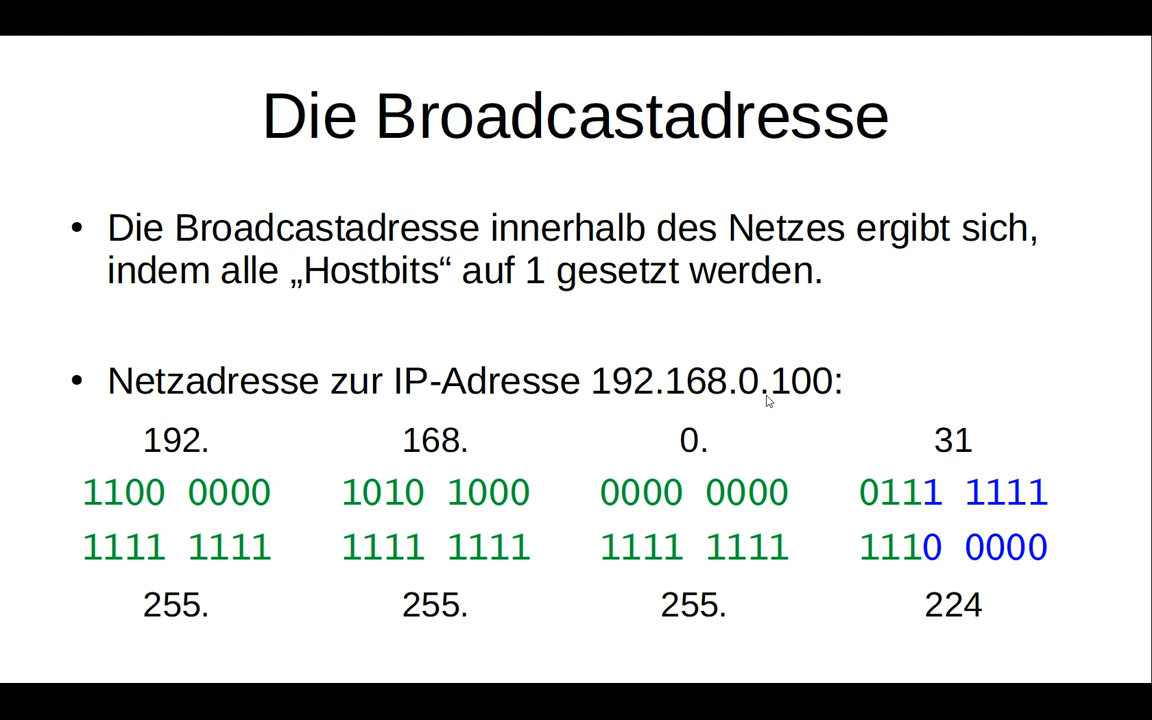 Die Broadcastadresse
• Die Broadcastadresse innerhalb des Netzes ergibt sich,
indem alle „Hostbits“ auf 1 gesetzt werden.
• Netzadresse zur IP-Adresse 192.168.0.100:
192. 168. 0. 31
1100 0000 1010 1000 0000 0000 0111 1111
1111 1111 1111 1111 1111 1111 1110 0000
255. 255. 255. 224